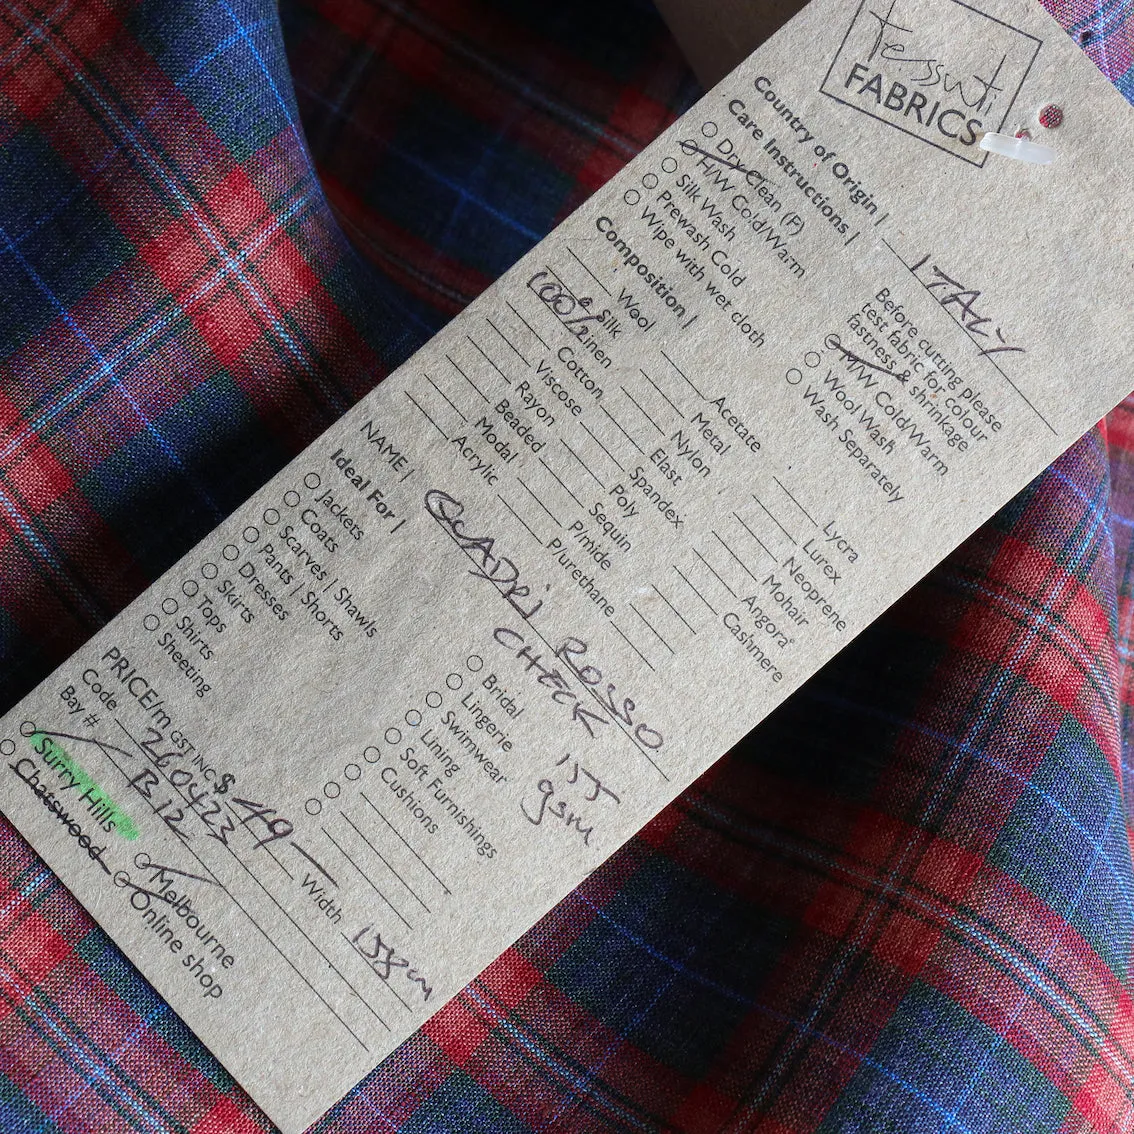 Tessuti
FABRICS
Country of Origin | ITALY
Care Instructions |
Dry Clean (P)
H/W Cold/Warm
Silk Wash
Prewash Cold
Wipe with wet cloth
Before cutting please
test fabric for colour
fastness & shrinkage
M/W Cold/Warm
Wool Wash
Wash Separately
Composition |
Wool
Silk
100% Linen
Cotton
Viscose
Rayon
Beaded
Modal
Acrylic
Acetate
Metal
Nylon
Elast
Spandex
Poly
Sequin
P/mide
P/urethane
Lycra
Lurex
Neoprene
Mohair
Angora
Cashmere
NAME | QUADRI ROSSO
CHECK 155
gsm.
Ideal For |
Jackets
Coats
Scarves | Shawls
Pants | Shorts
Dresses
Skirts
Tops
Shirts
Sheeting
Bridal
Lingerie
Swimwear
Lining
Soft Furnishings
Cushions
PRICE/m GST INC $ 49— Width 158cm
Code 2604223
Bay # B12
Surry Hills
Chatswood
Melbourne
Online shop